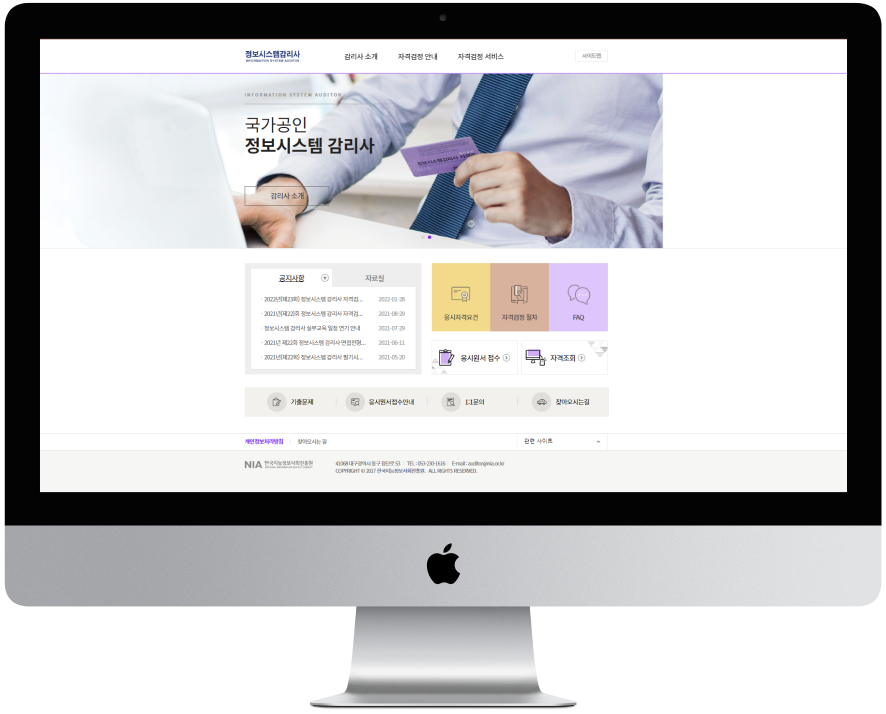 정보시스템감리사
INFORMATION SYSTEM AUDITOR
감리사 소개
자격검정 안내
자격검정 서비스
사이트맵
INFORMATION SYSTEM AUDITOR
국가공인
정보시스템 감리사
감리사 소개
정보시스템감리사
공지사항
자료실
· 2022년(제23회) 정보시스템 감리사 자격검... 2022-01-28
· 2021년(제22회) 정보시스템 감리사 자격검... 2021-08-29
· 정보시스템 감리사 실무교육 일정 연기 안내 2021-07-29
· 2021년 제22회 정보시스템 감리사 면접전형... 2021-06-11
· 2021년(제22회) 정보시스템 감리사 필기시... 2021-05-20
응시자격요건
자격검정 절차
FAQ
응시원서 접수
자격조회
기출문제
응시원서접수안내
1:1문의
찾아오시는길
개인정보처리방침
찾아오시는 길
관련 사이트
NIA 한국지능정보사회진흥원
41068 대구광역시 동구 첨단로 53 | TEL : 053-230-1616 | E-mail : auditor@nia.or.kr
COPYRIGHT © 2017 한국지능정보사회진흥원. ALL RIGHTS RESERVED.